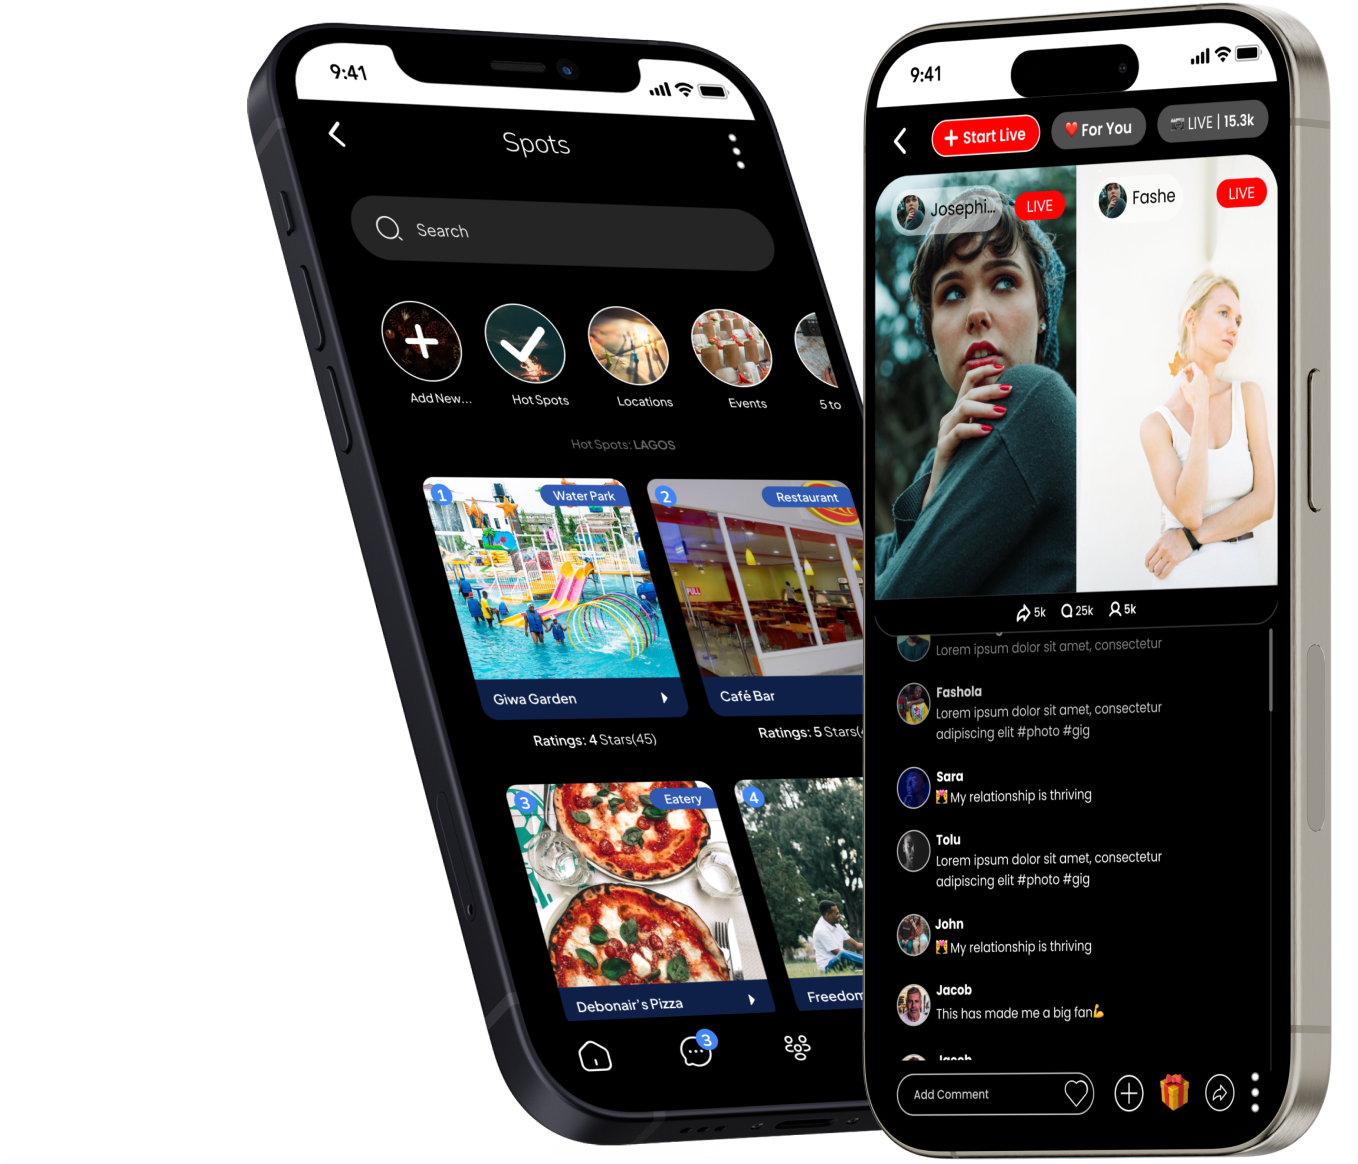 9:41
Spots
Search
Add New...
Hot Spots
Locations
Events
5 to
Hot Spots: LAGOS
1
Water Park
2
Restaurant
PULL
Giwa Garden
Café Bar
Ratings: 4 Stars(45)
Ratings: 5 Stars(
3
Eatery
4
Debonair's Pizza
Freedom
3
9:41
+ Start Live
For You
LIVE | 15.3k
Josephi...
LIVE
Fashe
LIVE
5k
25k
5k
Lorem ipsum dolor sit amet, consectetur
Fashola
Lorem ipsum dolor sit amet, consectetur
adipiscing elit #photo #gig
Sara
My relationship is thriving
Tolu
Lorem ipsum dolor sit amet, consectetur
adipiscing elit #photo #gig
John
My relationship is thriving
Jacob
This has made me a big fan💪
Jacob
Add Comment